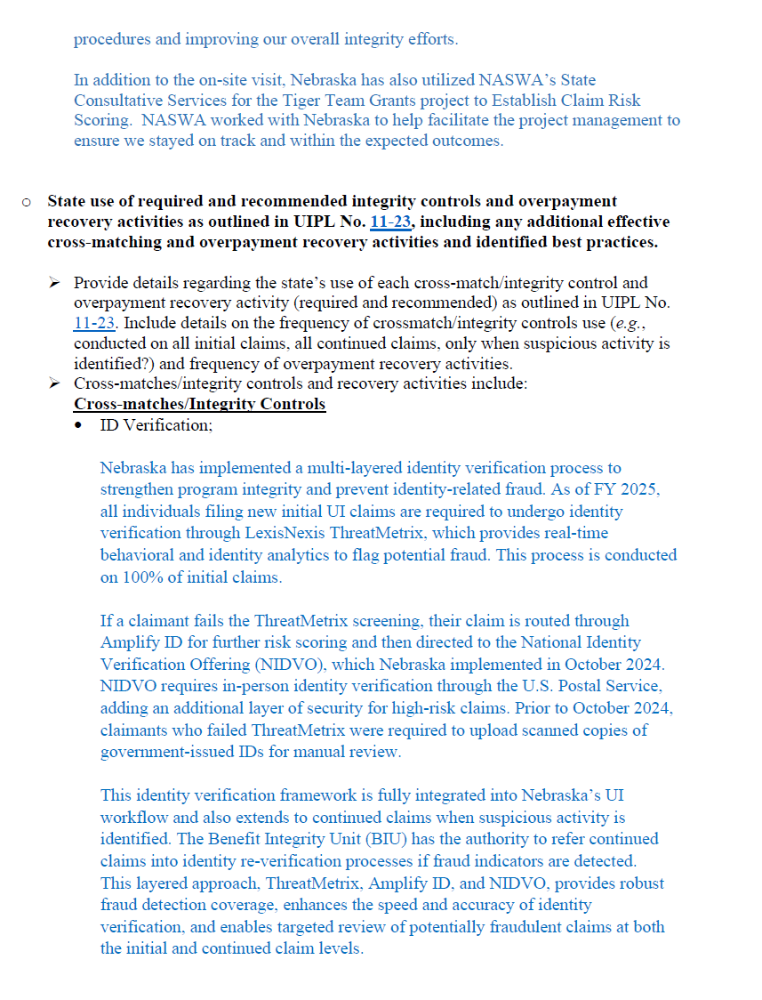 procedures and improving our overall integrity efforts.
In addition to the on-site visit, Nebraska has also utilized NASWA’s State
Consultative Services for the Tiger Team Grants project to Establish Claim Risk
Scoring.  NASWA worked with Nebraska to help facilitate the project management to
ensure we stayed on track and within the expected outcomes.
o State use of required and recommended integrity controls and overpayment
recovery activities as outlined in UIPL No. 11-23, including any additional effective
cross-matching and overpayment recovery activities and identified best practices.
➢ Provide details regarding the state’s use of each cross-match/integrity control and
overpayment recovery activity (required and recommended) as outlined in UIPL No.
11-23. Include details on the frequency of crossmatch/integrity controls use (e.g.,
conducted on all initial claims, all continued claims, only when suspicious activity is
identified?) and frequency of overpayment recovery activities.
➢ Cross-matches/integrity controls and recovery activities include:
Cross-matches/Integrity Controls
• ID Verification;
Nebraska has implemented a multi-layered identity verification process to
strengthen program integrity and prevent identity-related fraud. As of FY 2025,
all individuals filing new initial UI claims are required to undergo identity
verification through LexisNexis ThreatMetrix, which provides real-time
behavioral and identity analytics to flag potential fraud. This process is conducted
on 100% of initial claims.
If a claimant fails the ThreatMetrix screening, their claim is routed through
Amplify ID for further risk scoring and then directed to the National Identity
Verification Offering (NIDVO), which Nebraska implemented in October 2024.
NIDVO requires in-person identity verification through the U.S. Postal Service,
adding an additional layer of security for high-risk claims. Prior to October 2024,
claimants who failed ThreatMetrix were required to upload scanned copies of
government-issued IDs for manual review.
This identity verification framework is fully integrated into Nebraska’s UI
workflow and also extends to continued claims when suspicious activity is
identified. The Benefit Integrity Unit (BIU) has the authority to refer continued
claims into identity re-verification processes if fraud indicators are detected.
This layered approach, ThreatMetrix, Amplify ID, and NIDVO, provides robust
fraud detection coverage, enhances the speed and accuracy of identity
verification, and enables targeted review of potentially fraudulent claims at both
the initial and continued claim levels.